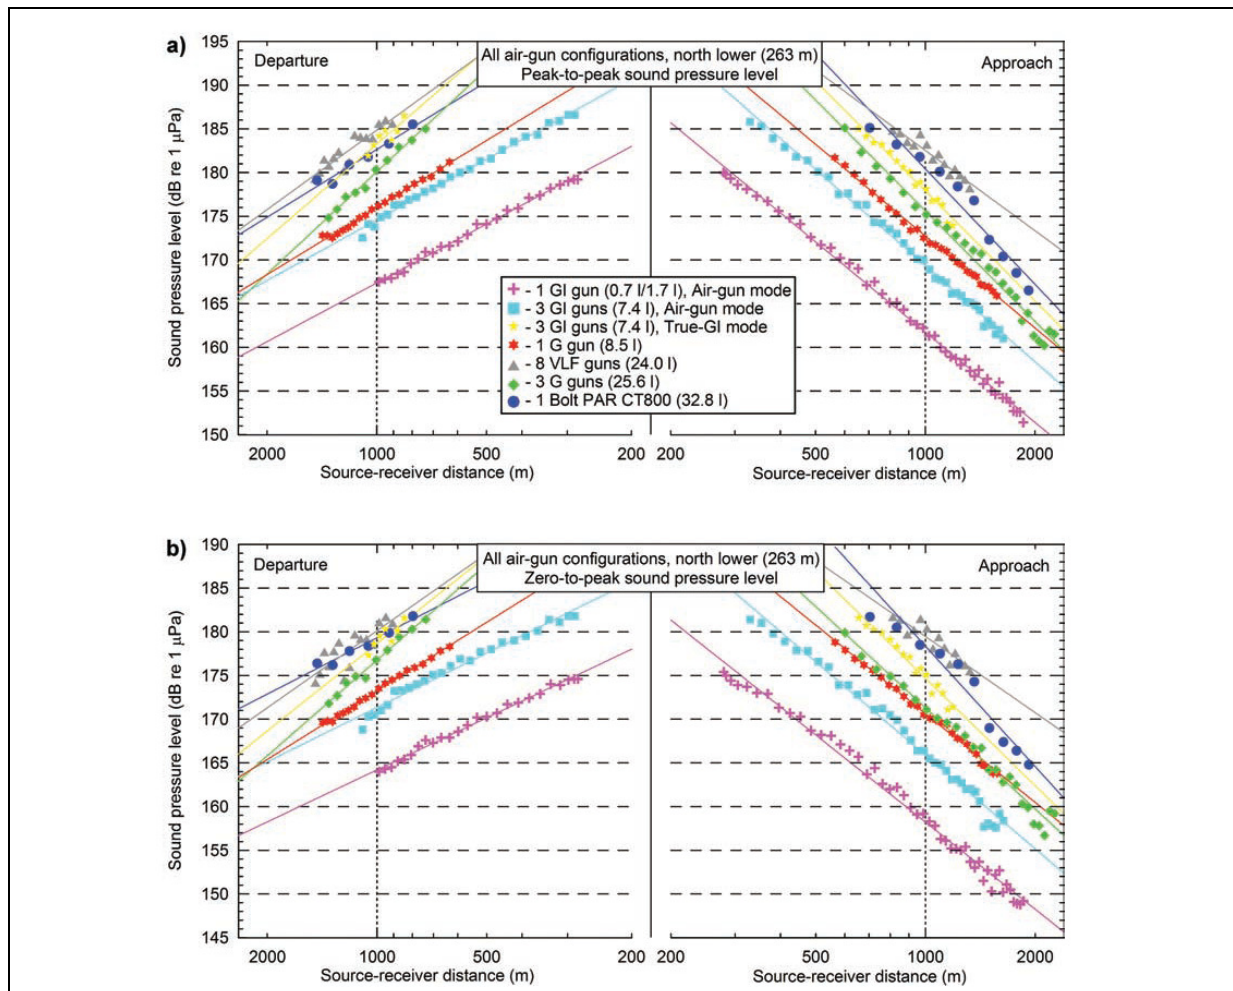 a)
All air-gun configurations, north lower (263 m)
Peak-to-peak sound pressure level
Departure
Approach
Sound pressure level (dB re 1 µPa)
195
190
185
180
175
170
165
160
155
150
- 1 GI gun (0.7 l/1.7 l), Air-gun mode
- 3 GI guns (7.4 l), Air-gun mode
- 3 GI guns (7.4 l), True-GI mode
- 1 G gun (8.5 l)
- 8 VLF guns (24.0 l)
- 3 G guns (25.6 l)
- 1 Bolt PAR CT800 (32.8 l)
2000 1000 500 200 200 500 1000 2000
Source-receiver distance (m) Source-receiver distance (m)
b)
All air-gun configurations, north lower (263 m)
Zero-to-peak sound pressure level
Departure
Approach
Sound pressure level (dB re 1 µPa)
190
185
180
175
170
165
160
155
150
145
2000 1000 500 200 200 500 1000 2000
Source-receiver distance (m) Source-receiver distance (m)